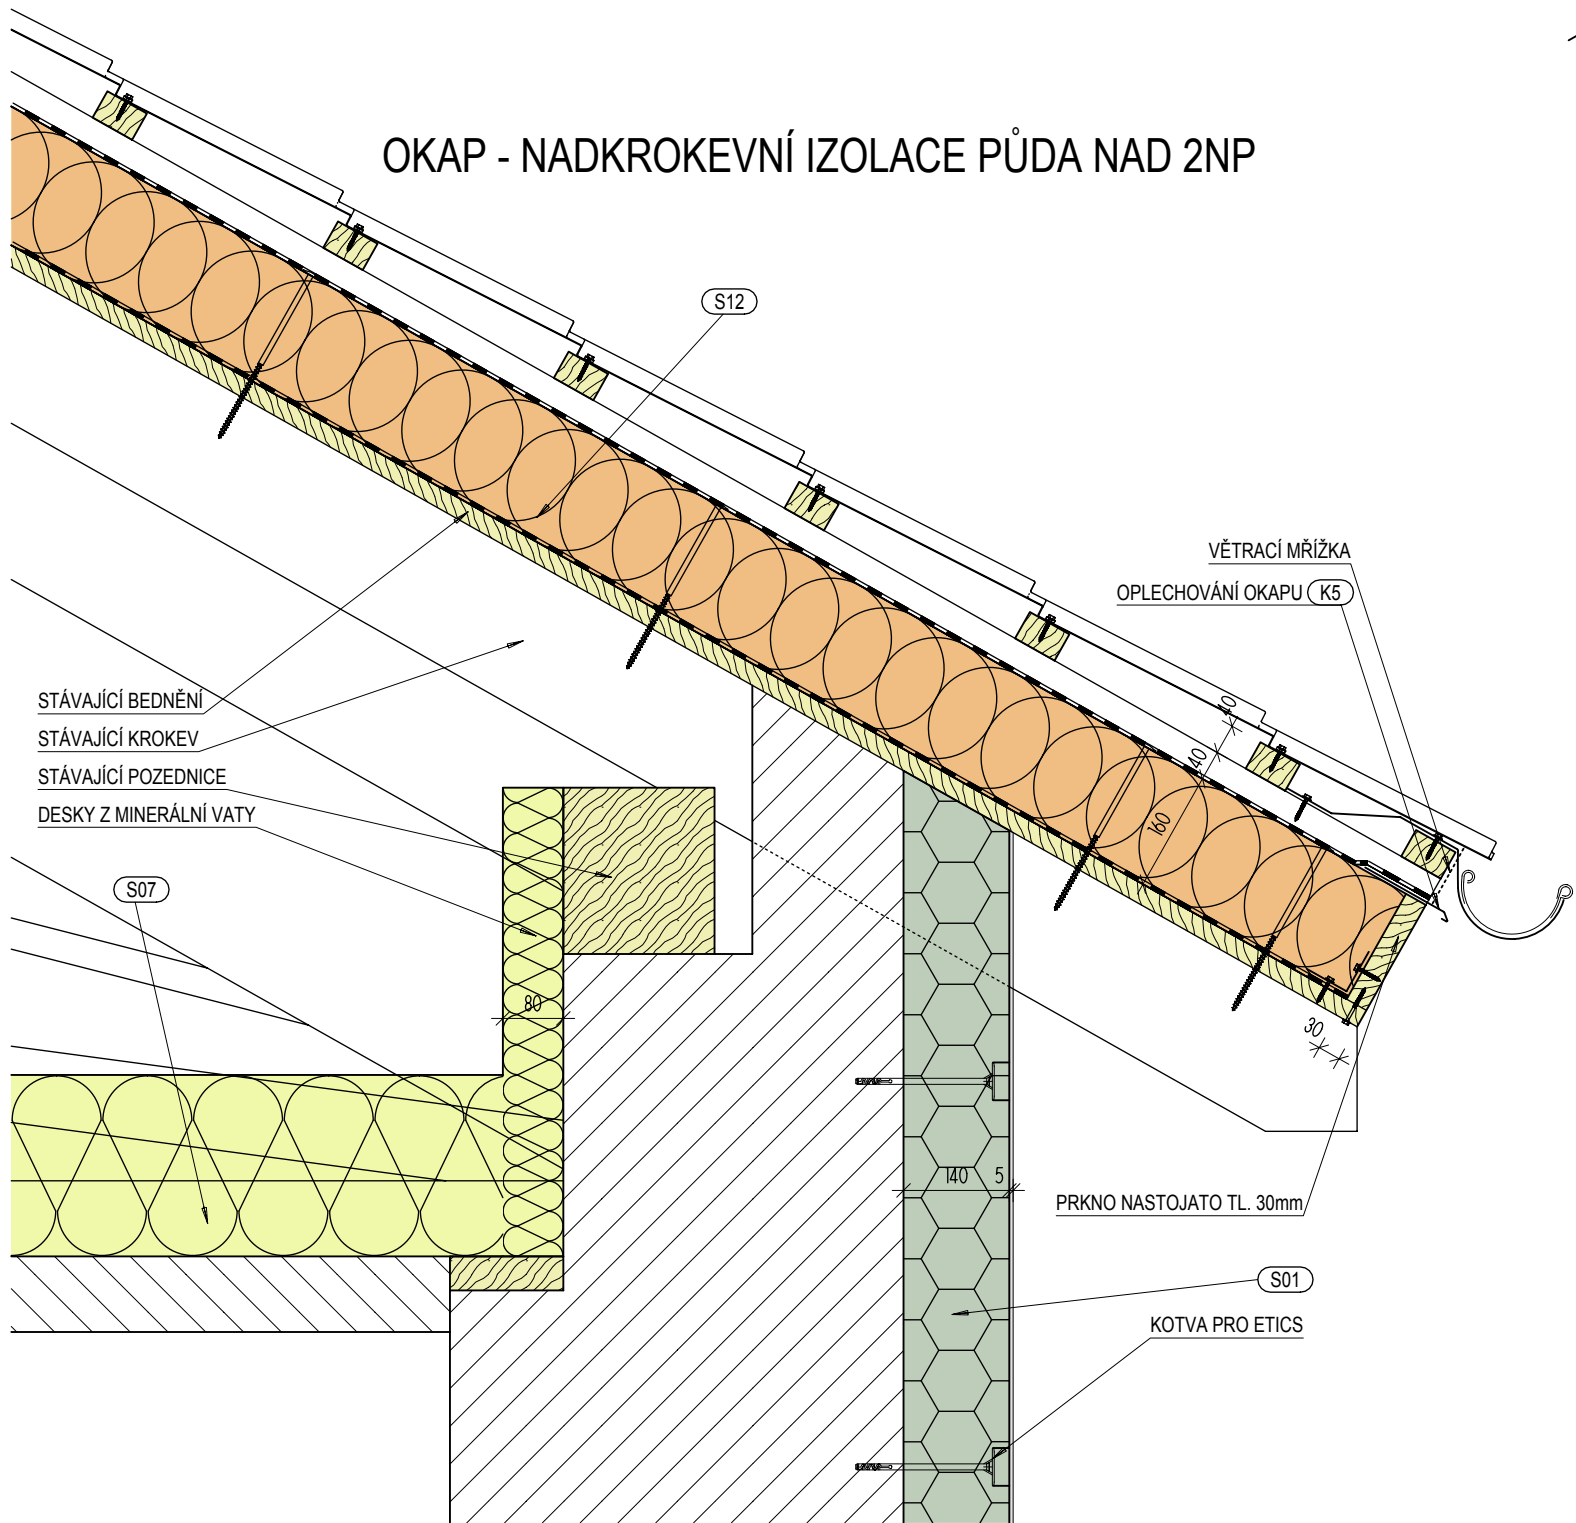 OKAP - NADKROKEVNÍ IZOLACE PŮDA NAD 2NP
S12
VĚTRACÍ MŘÍŽKA
OPLECHOVÁNÍ OKAPU K5
STÁVAJÍCÍ BEDNĚNÍ
STÁVAJÍCÍ KROKEV
STÁVAJÍCÍ POZEDNICE
DESKY Z MINERÁLNÍ VATY
40
40
160
S07
80
30
140 5
PRKNO NASTOJATO TL. 30mm
S01
KOTVA PRO ETICS